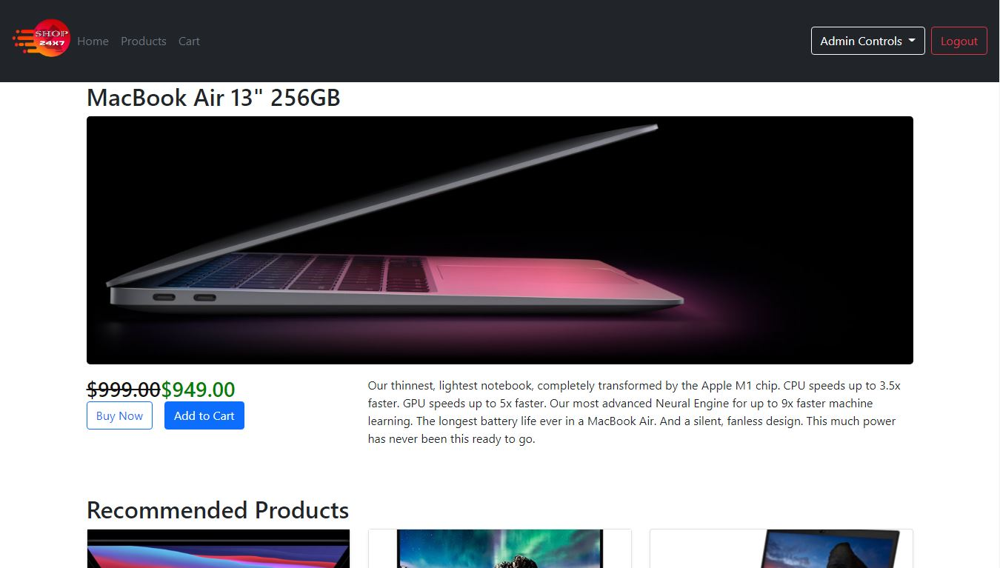 SHOP
24X7
Home Products Cart Admin Controls Logout
MacBook Air 13" 256GB
$999.00$949.00
Buy Now Add to Cart
Our thinnest, lightest notebook, completely transformed by the Apple M1 chip. CPU speeds up to 3.5x
faster. GPU speeds up to 5x faster. Our most advanced Neural Engine for up to 9x faster machine
learning. The longest battery life ever in a MacBook Air. And a silent, fanless design. This much power
has never been this ready to go.
Recommended Products